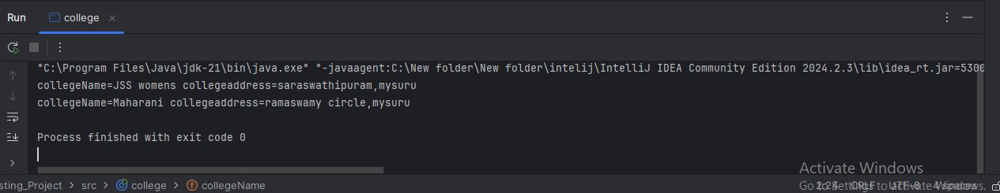 Run college
"C:\Program Files\Java\jdk-21\bin\java.exe" "-javaagent:C:\New folder\New folder\intelij\IntelliJ IDEA Community Edition 2024.2.3\lib\idea_rt.jar=5300
collegeName=JSS womens collegeaddress=saraswathipuram,mysuru
collegeName=Maharani collegeaddress=ramaswamy circle,mysuru
Process finished with exit code 0
Activate Windows
Go to Settings to activate Windows.
sting_Project > src > college > collegeName 2:24 CRLF UTF-8 4 spaces